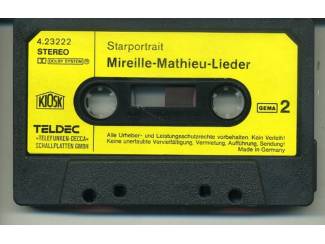 4.23222
STEREO
DOLBY SYSTEM
Starportrait
Mireille-Mathieu-Lieder
KIOSK
GEMA 2
TELDEC
»TELEFUNKEN-DECCA«
SCHALLPLATTEN GMBH
Alle Urheber- und Leistungsschutzrechte vorbehalten. Kein Verleih!
Keine unerlaubte Vervielfältigung, Vermietung, Aufführung, Sendung!
Made in Germany